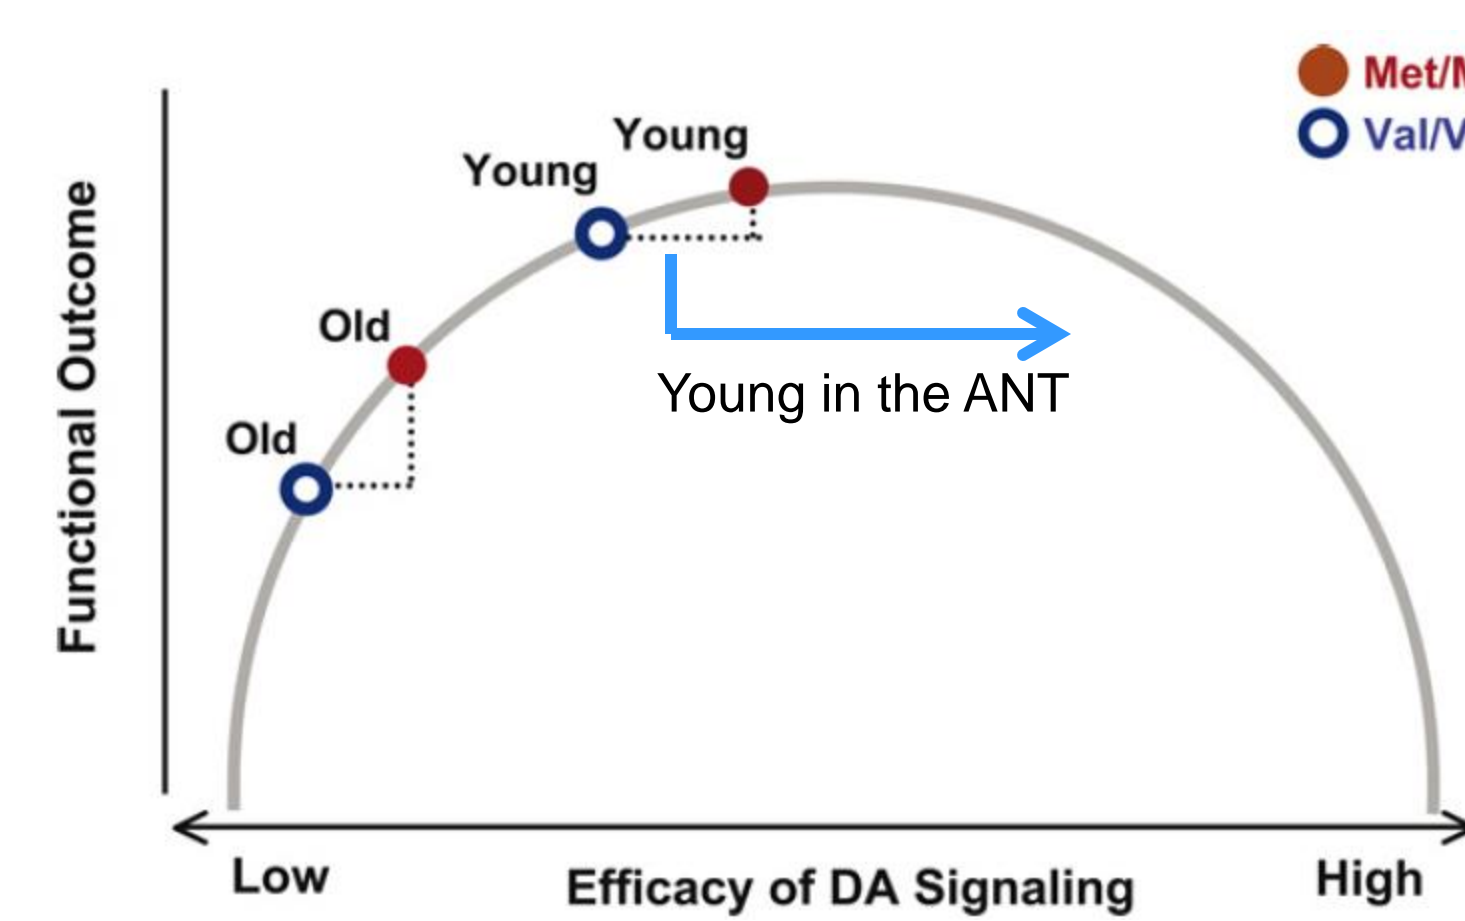 Met/M
Val/V
Young
Young
Old
Old
Young in the ANT
Functional Outcome
Low
Efficacy of DA Signaling
High